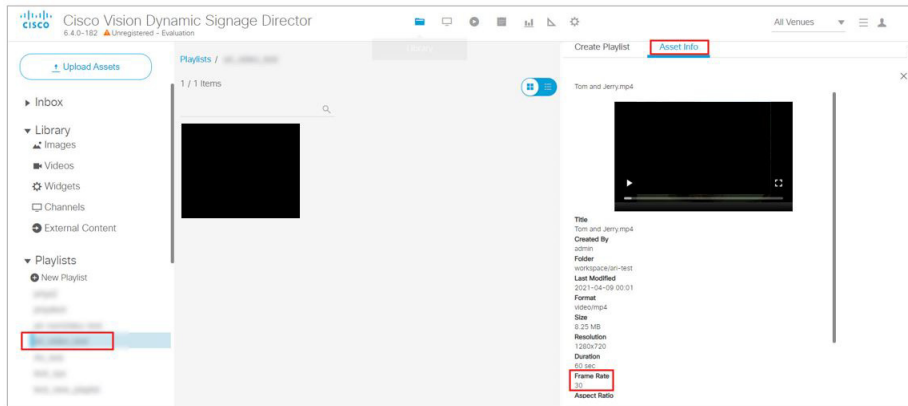 CISCO
Cisco Vision Dynamic Signage Director
6.4.0-182 Unregistered - Evaluation
All Venues
Upload Assets
Inbox
Library
Images
Videos
Widgets
Channels
External Content
Playlists
New Playlist
Playlists /
1 / 1 Items
Create Playlist
Asset Info
Tom and Jerry.mp4
Title
Tom and Jerry.mp4
Created By
admin
Folder
workspace/ari-test
Last Modified
2021-04-09 00:01
Format
video/mp4
Size
8.25 MB
Resolution
1280x720
Duration
60 sec
Frame Rate
30
Aspect Ratio